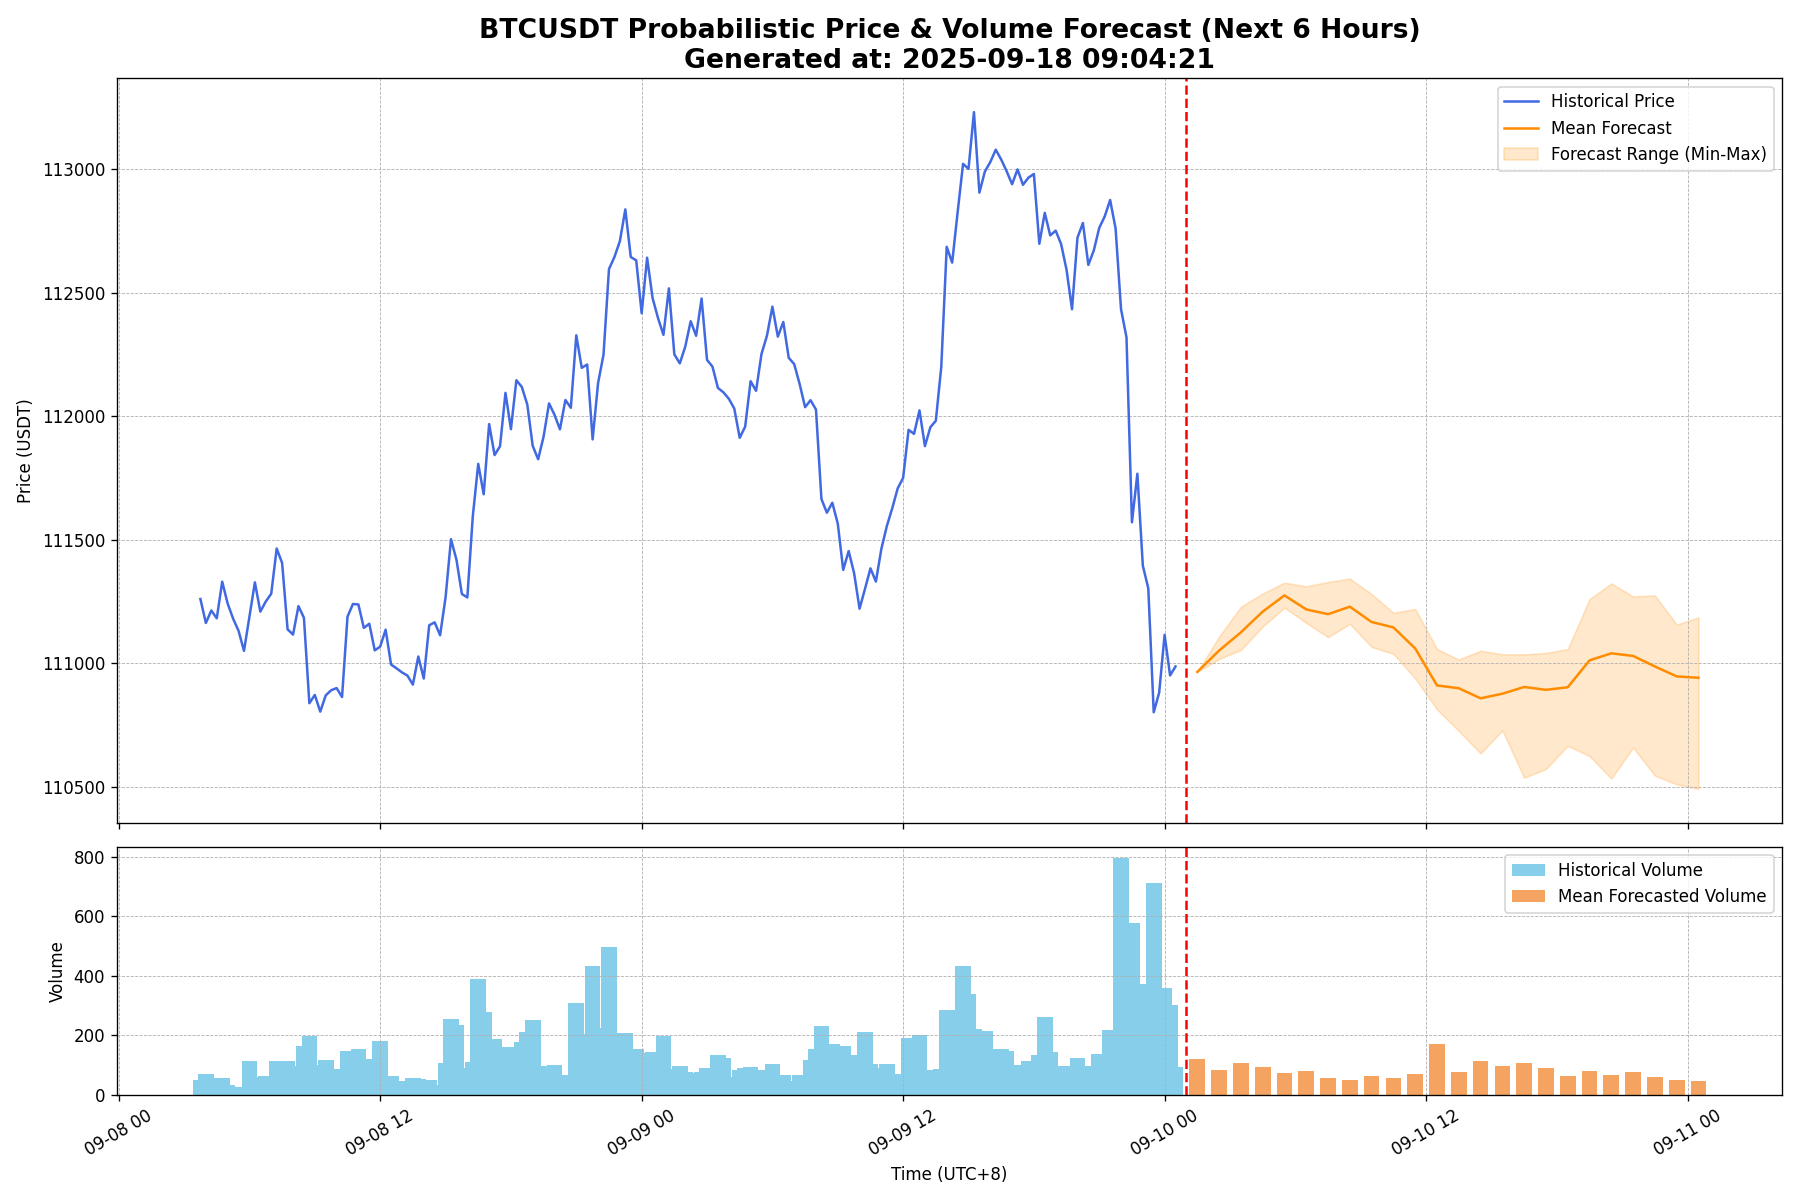 BTCUSDT Probabilistic Price & Volume Forecast (Next 6 Hours)
Generated at: 2025-09-18 09:04:21
Historical Price
Mean Forecast
Forecast Range (Min-Max)
Price (USDT)
113000
112500
112000
111500
111000
110500
Historical Volume
Mean Forecasted Volume
Volume
800
600
400
200
0
09-08 00
09-08 12
09-09 00
09-09 12
09-10 00
09-10 12
09-11 00
Time (UTC+8)